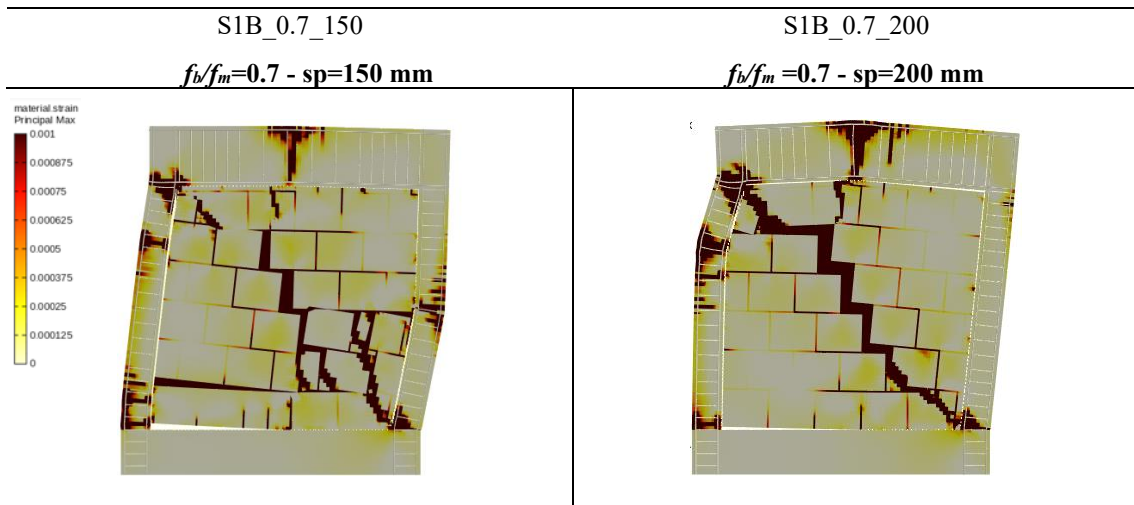 S1B_0.7_150
S1B_0.7_200
fb/fm=0.7 - sp=150 mm
fb/fm =0.7 - sp=200 mm
material.strain
Principal Max
0.001
0.000875
0.00075
0.000625
0.0005
0.000375
0.00025
0.000125
0